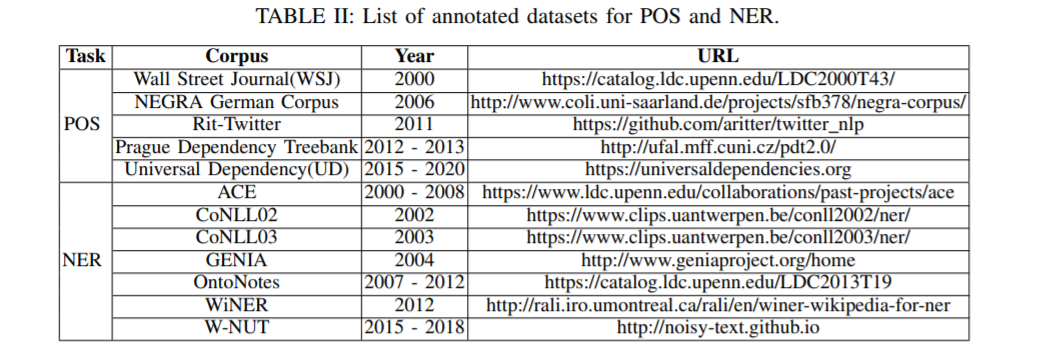 TABLE II: List of annotated datasets for POS and NER.
Task Corpus Year URL
Wall Street Journal(WSJ) 2000 https://catalog.ldc.upenn.edu/LDC2000T43/
NEGRA German Corpus 2006 http://www.coli.uni-saarland.de/projects/sfb378/negra-corpus/
POS Rit-Twitter 2011 https://github.com/aritter/twitter_nlp
Prague Dependency Treebank 2012 - 2013 http://ufal.mff.cuni.cz/pdt2.0/
Universal Dependency(UD) 2015 - 2020 https://universaldependencies.org
ACE 2000 - 2008 https://www.ldc.upenn.edu/collaborations/past-projects/ace
CoNLL02 2002 https://www.clips.uantwerpen.be/conll2002/ner/
CoNLL03 2003 https://www.clips.uantwerpen.be/conll2003/ner/
NER GENIA 2004 http://www.geniaproject.org/home
OntoNotes 2007 - 2012 https://catalog.ldc.upenn.edu/LDC2013T19
WiNER 2012 http://rali.iro.umontreal.ca/rali/en/winer-wikipedia-for-ner
W-NUT 2015 - 2018 http://noisy-text.github.io